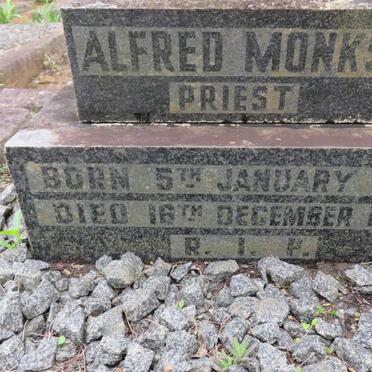 ALFRED MONKS
PRIEST
BORN 5TH JANUARY
DIED 16TH DECEMBER
R. I. P.